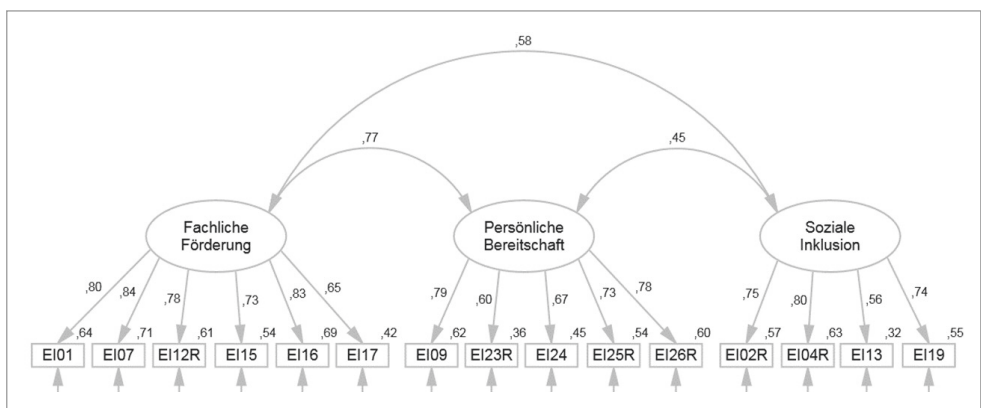 ,58
,77
,45
Fachliche
Förderung
Persönliche
Bereitschaft
Soziale
Inklusion
,80
,84
,78
,73
,83
,65
,79
,60
,67
,73
,78
,75
,80
,56
,74
,64
,71
,61
,54
,69
,42
,62
,36
,45
,54
,60
,57
,63
,32
,55
EI01
EI07
EI12R
EI15
EI16
EI17
EI09
EI23R
EI24
EI25R
EI26R
EI02R
EI04R
EI13
EI19